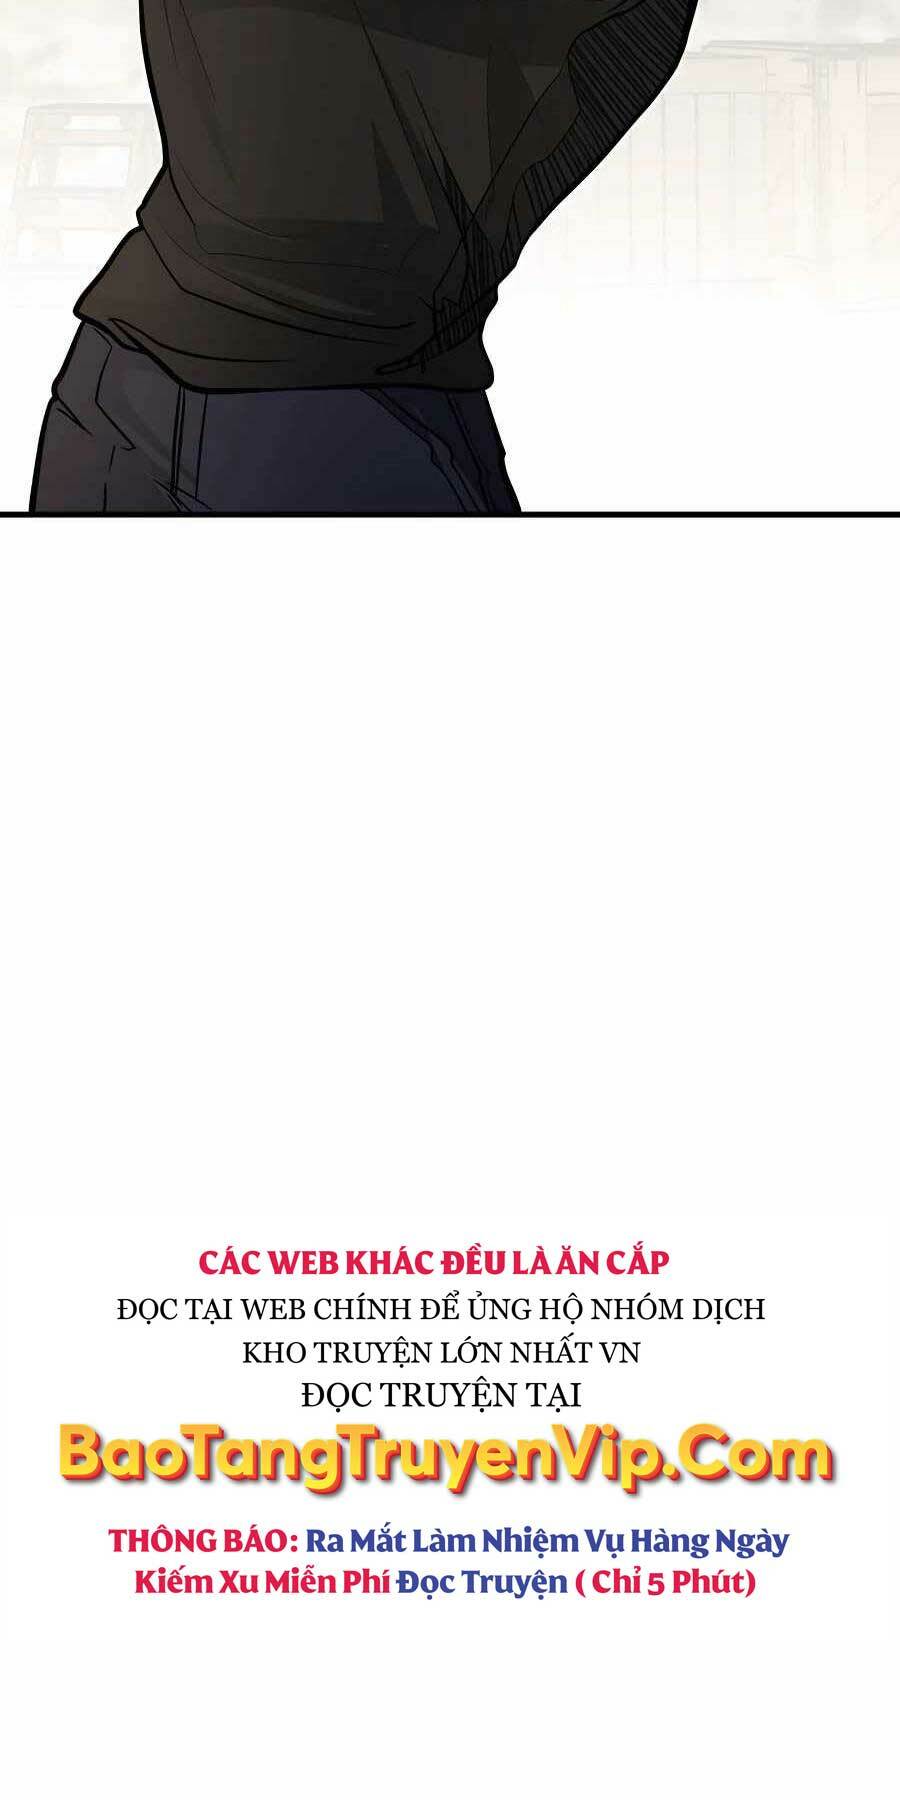 CÁC WEB KHÁC ĐỀU LÀ ĂN CẮP
ĐỌC TẠI WEB CHÍNH ĐỂ ỦNG HỘ NHÓM DỊCH
KHO TRUYỆN LỚN NHẤT VN
ĐỌC TRUYỆN TẠI
BaoTangTruyenVip.Com
THÔNG BÁO: Ra Mắt Làm Nhiệm Vụ Hàng Ngày
Kiếm Xu Miễn Phí Đọc Truyện ( Chỉ 5 Phút)